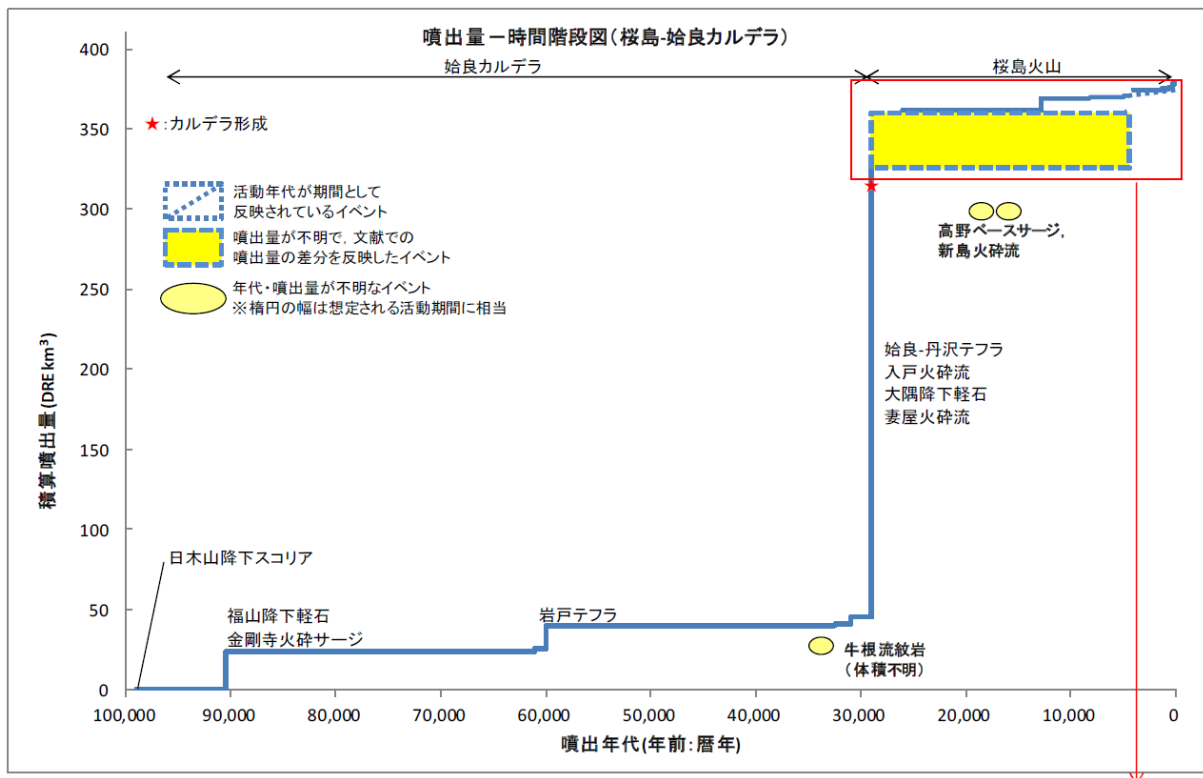 噴出量－時間階段図(桜島-姶良カルデラ)
姶良カルデラ
桜島火山
★:カルデラ形成
活動年代が期間として
反映されているイベント
噴出量が不明で，文献での
噴出量の差分を反映したイベント
年代・噴出量が不明なイベント
※楕円の幅は想定される活動期間に相当
高野ベースサージ，
新島火砕流
姶良-丹沢テフラ
入戸火砕流
大隅降下軽石
妻屋火砕流
日木山降下スコリア
福山降下軽石
金剛寺火砕サージ
岩戸テフラ
牛根流紋岩
(体積不明)
積算噴出量(DRE km³)
400
350
300
250
200
150
100
50
0
100,000 90,000 80,000 70,000 60,000 50,000 40,000 30,000 20,000 10,000 0
噴出年代(年前:暦年)